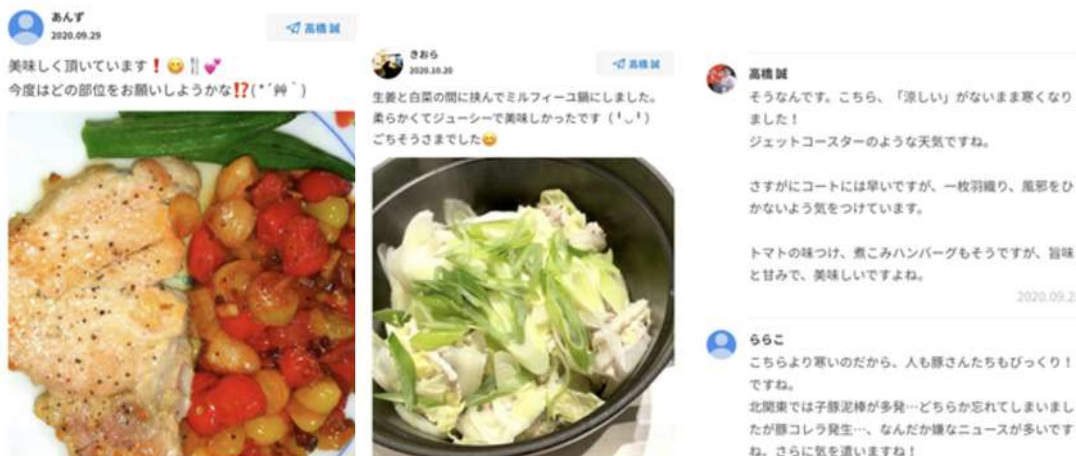 あんず
2020.09.29
高橋 誠
美味しく頂いています❗😋🍴💕
今度はどの部位をお願いしようかな⁉️(*´艸｀)
きおら
2020.10.20
高橋 誠
生姜と白菜の間に挟んでミルフィーユ鍋にしました。
柔らかくてジューシーで美味しかったです（╹◡╹）
ごちそうさまでした😊
高橋 誠
そうなんです。こちら、「涼しい」がないまま寒くなり
ました！
ジェットコースターのような天気ですね。
さすがにコートには早いですが、一枚羽織り、風邪をひ
かないよう気をつけています。
トマトの味つけ、煮こみハンバーグもそうですが、旨味
と甘みで、美味しいですよね。
2020.09.2
ららこ
こちらより寒いのだから、人も豚さんたちもびっくり！
ですね。
北関東では子豚泥棒が多発…どちらか忘れてしまいまし
たが豚コレラ発生…、なんだか嫌なニュースが多いです
ね。さらに気を遣いますね！